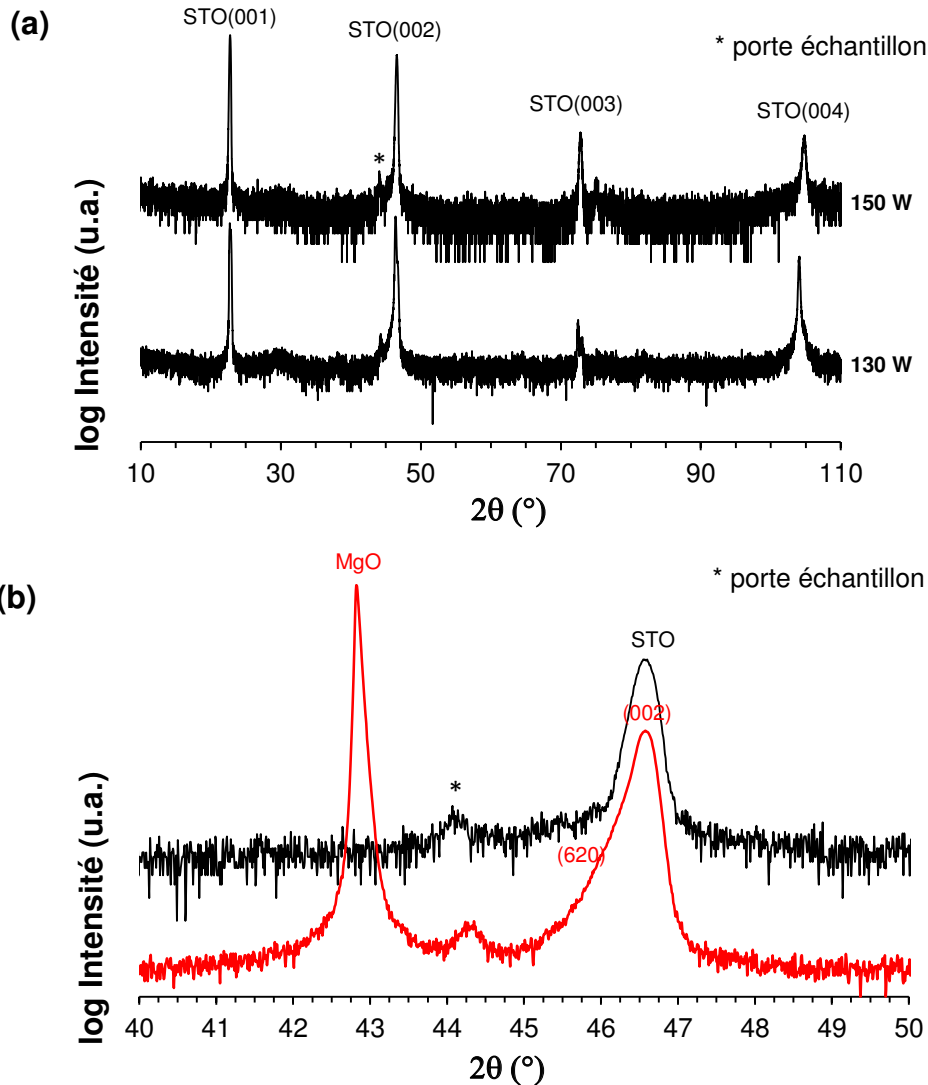 (a)
STO(001)
STO(002)
* porte échantillon
STO(003)
STO(004)
*
150 W
130 W
log Intensité (u.a.)
10 30 50 70 90 110
2θ (°)
(b)
MgO
* porte échantillon
STO
(002)
*
(620)
log Intensité (u.a.)
40 41 42 43 44 45 46 47 48 49 50
2θ (°)